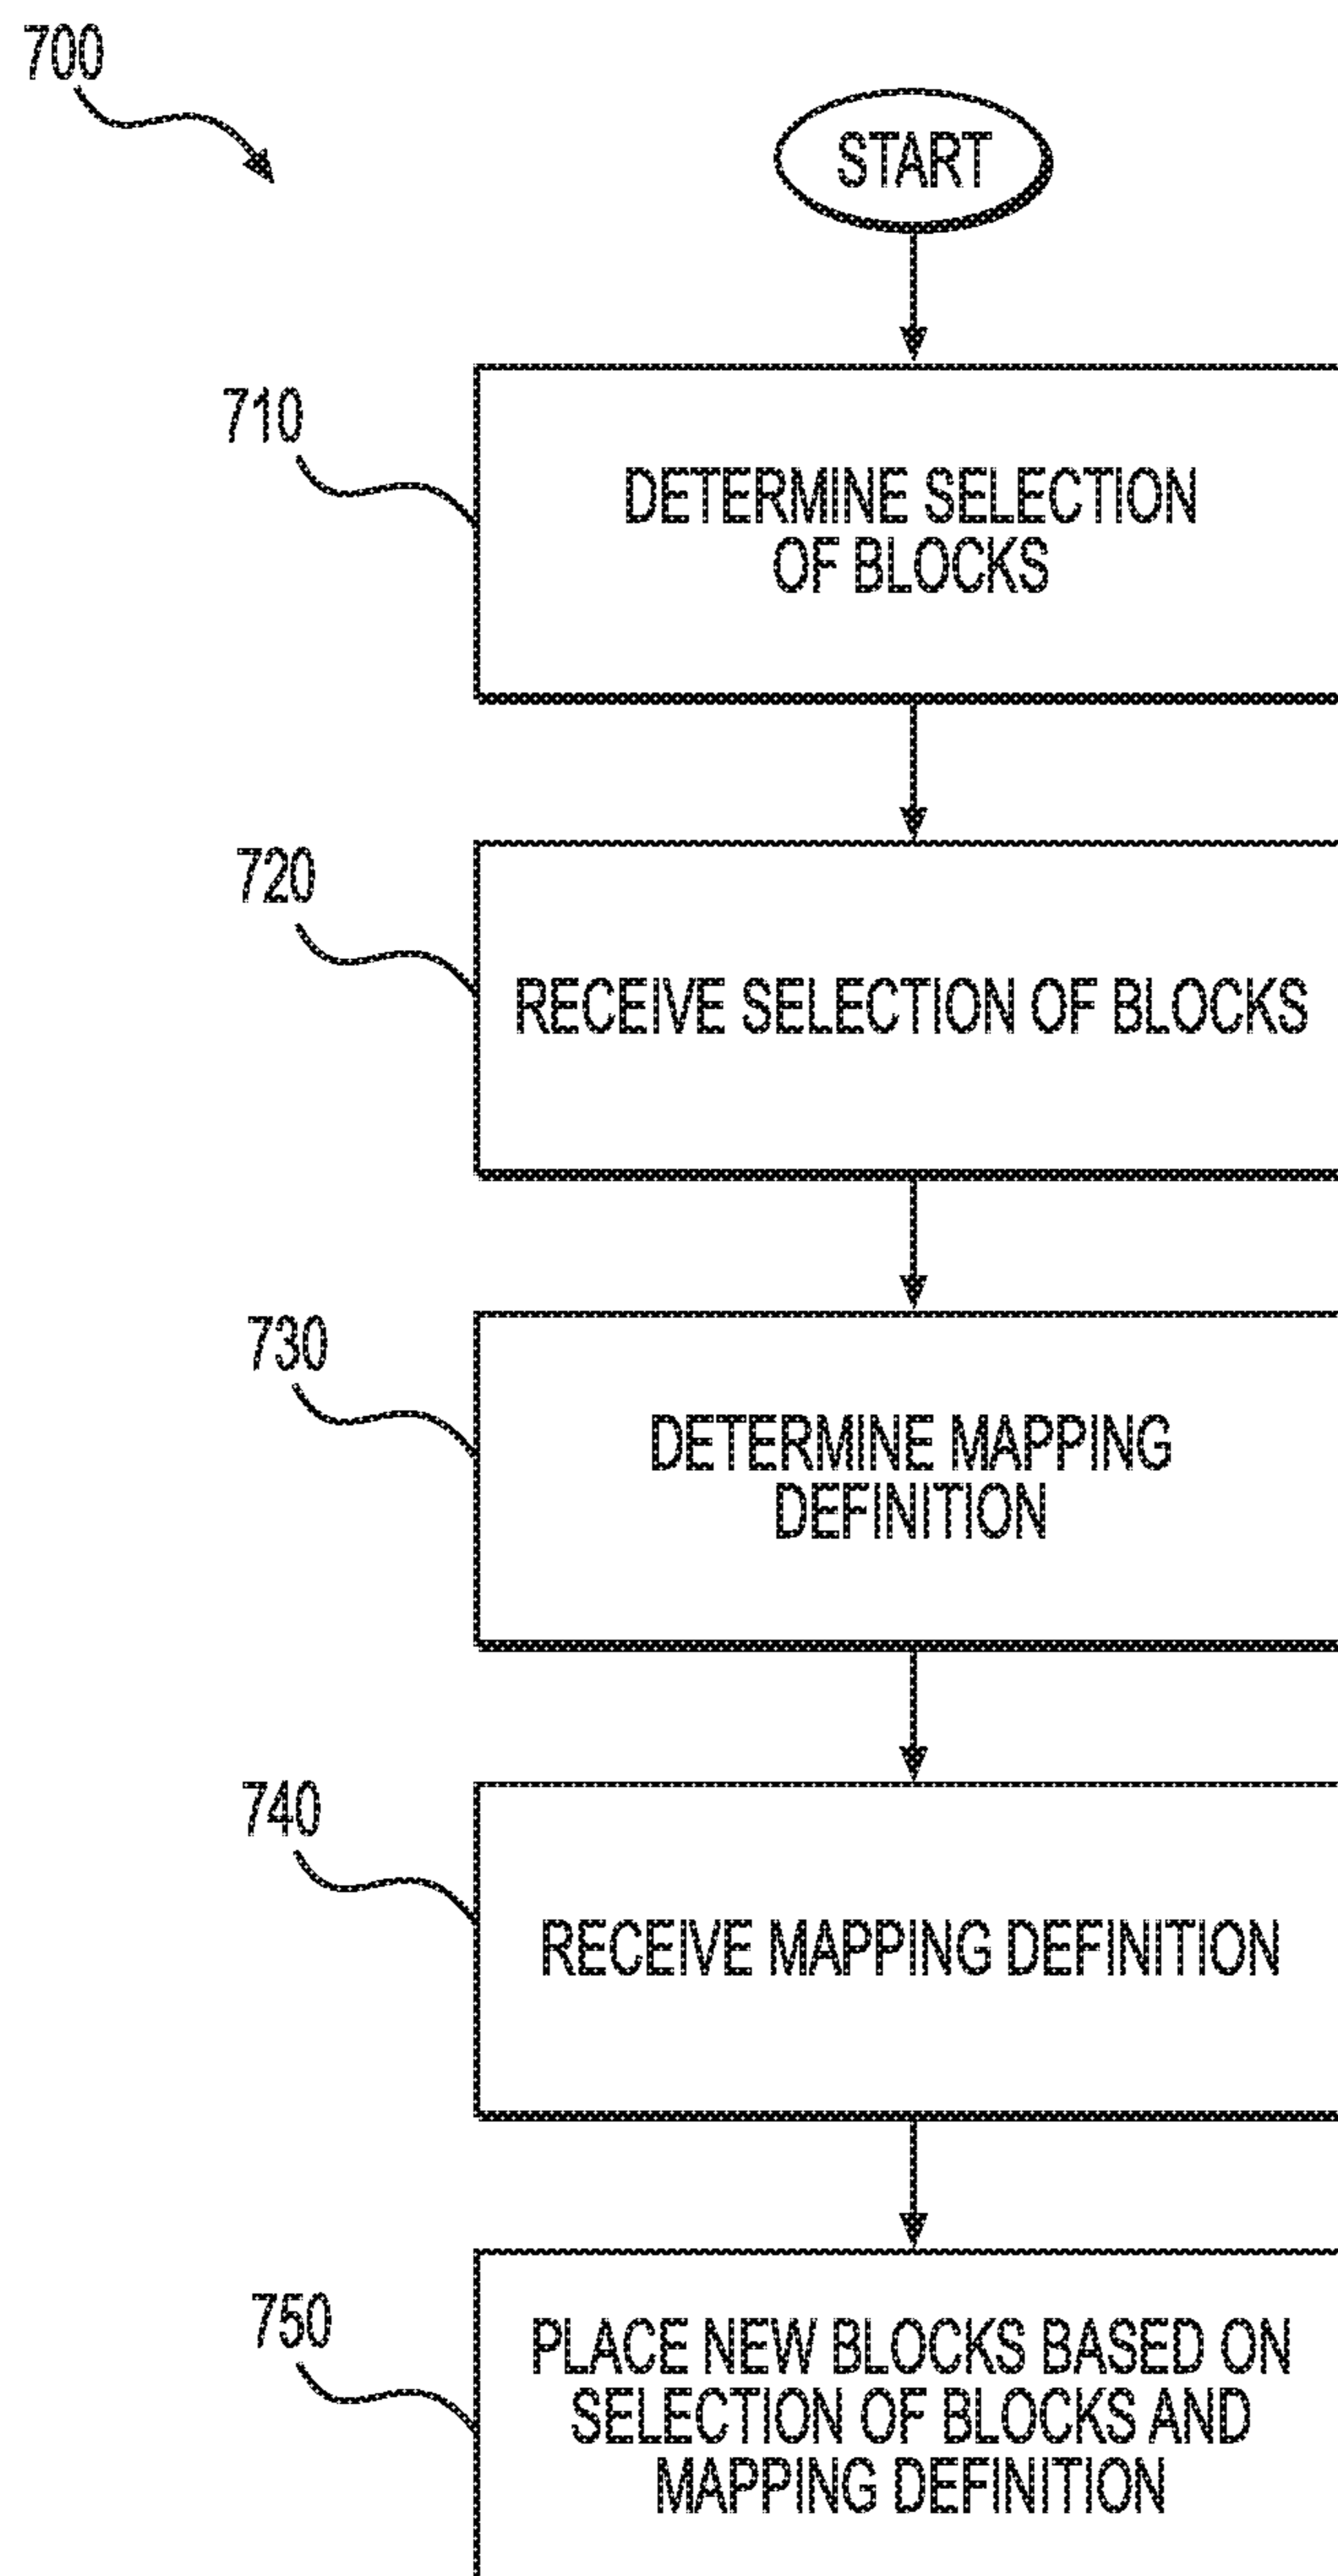 700
START
710
DETERMINE SELECTION
OF BLOCKS
720
RECEIVE SELECTION OF BLOCKS
730
DETERMINE MAPPING
DEFINITION
740
RECEIVE MAPPING DEFINITION
750
PLACE NEW BLOCKS BASED ON
SELECTION OF BLOCKS AND
MAPPING DEFINITION